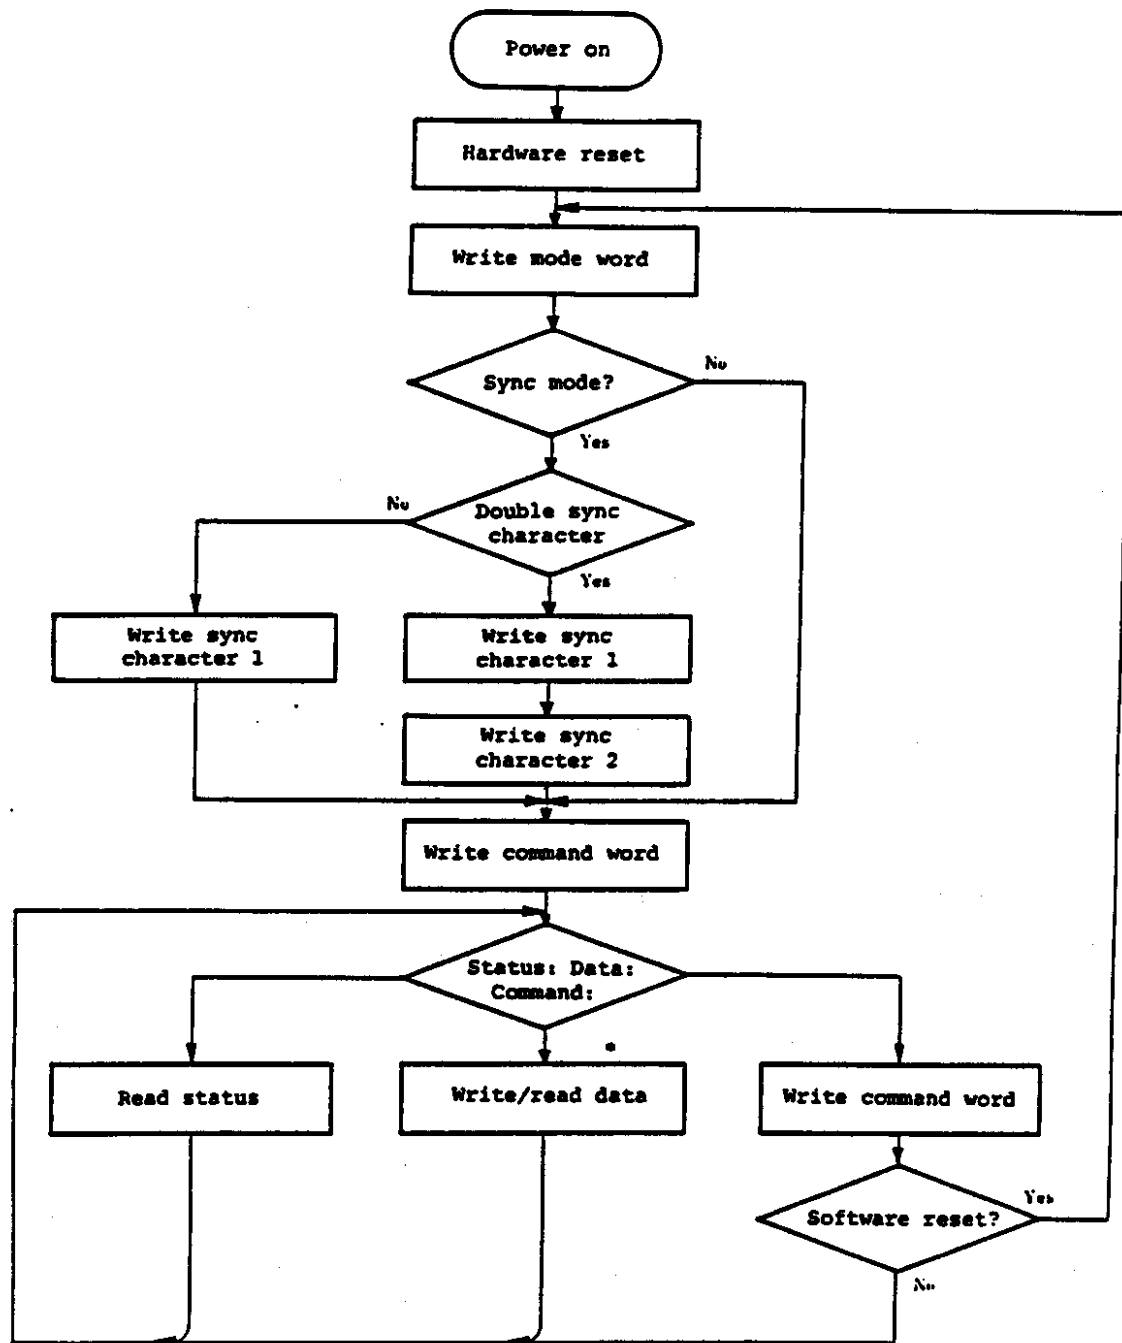 Power on
Hardware reset
Write mode word
Sync mode?
No
Yes
Double sync
character
No
Yes
Write sync
character 1
Write sync
character 1
Write sync
character 2
Write command word
Status: Data:
Command:
*
Read status
Write/read data
Write command word
Software reset?
Yes
No